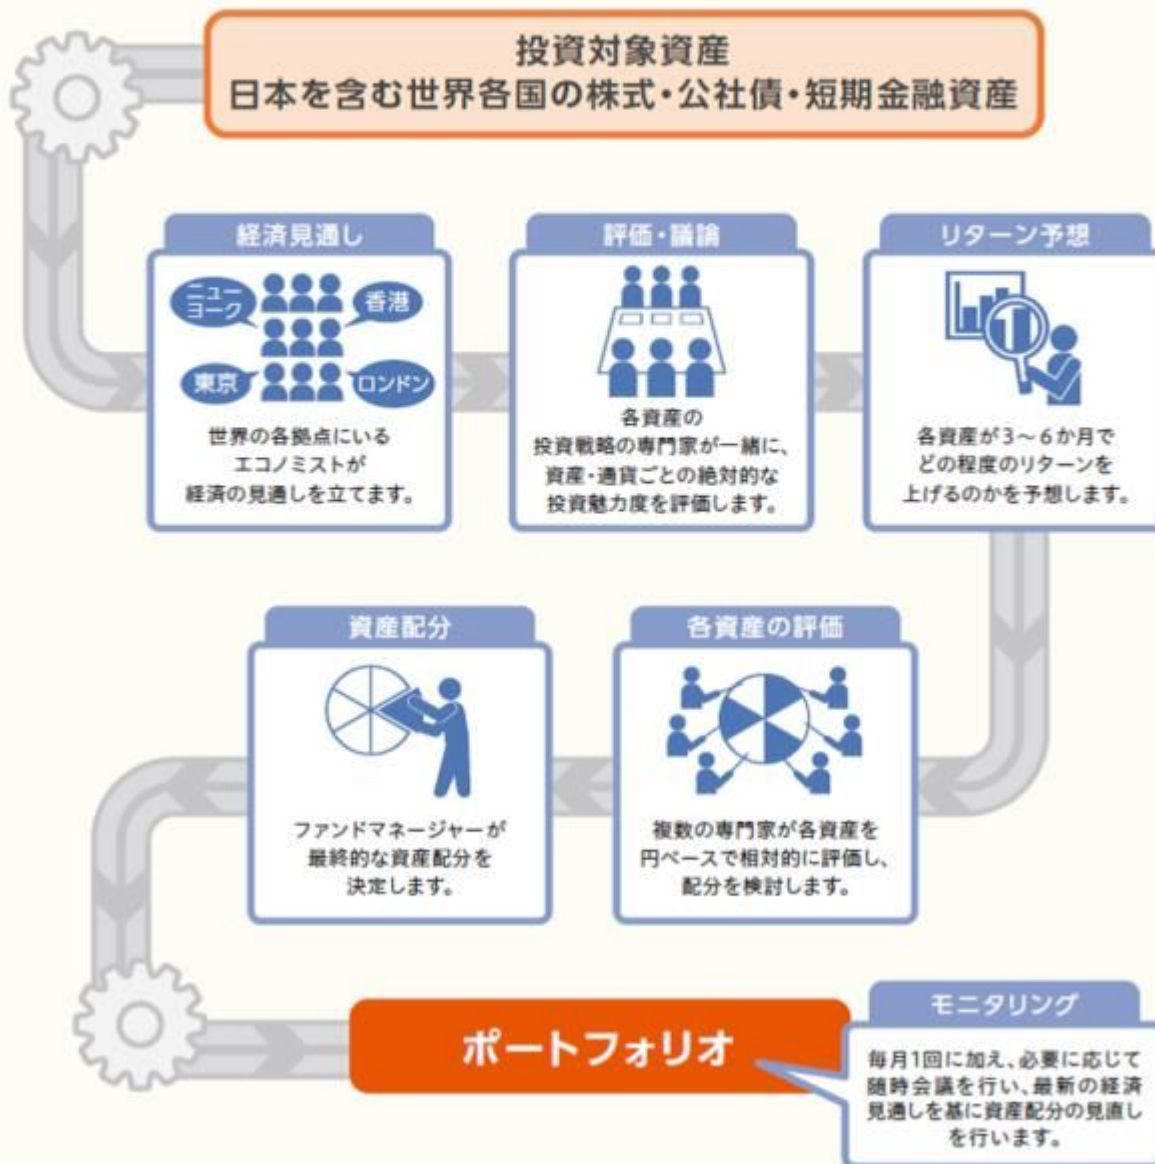 投資対象資産
日本を含む世界各国の株式・公社債・短期金融資産
経済見通し
ニュー
ヨーク
香港
東京
ロンドン
世界の各拠点にいる
エコノミストが
経済の見通しを立てます。
評価・議論
各資産の
投資戦略の専門家が一緒に、
資産・通貨ごとの絶対的な
投資魅力度を評価します。
リターン予想
各資産が3～6か月で
どの程度のリターンを
上げるのかを予想します。
資産配分
ファンドマネージャーが
最終的な資産配分を
決定します。
各資産の評価
複数の専門家が各資産を
円ベースで相対的に評価し、
配分を検討します。
ポートフォリオ
モニタリング
毎月1回に加え、必要に応じて
随時会議を行い、最新の経済
見通しを基に資産配分の見直し
を行います。